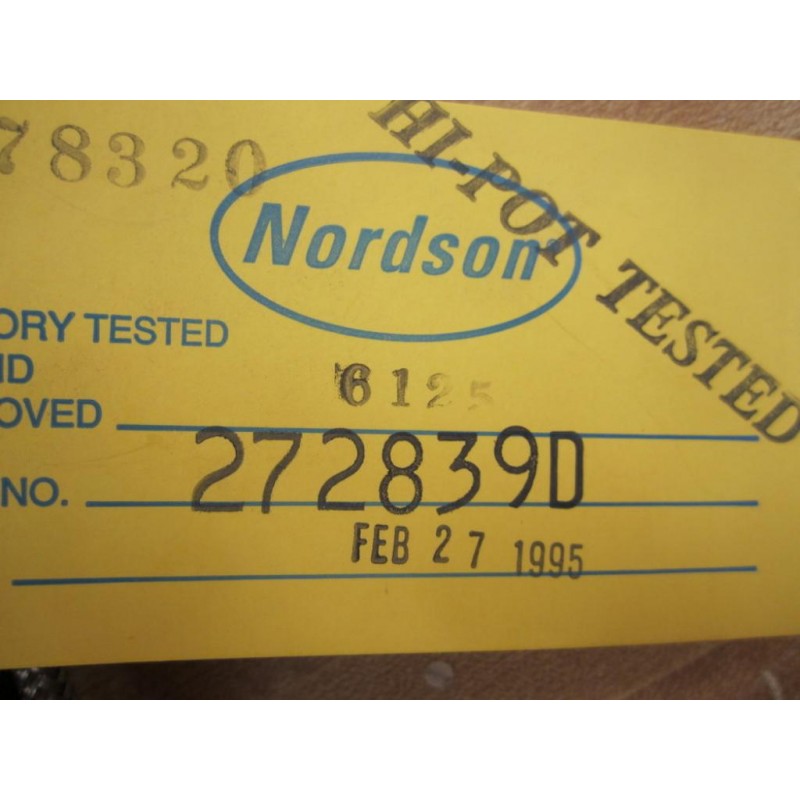 78320
HI-POT TESTED
Nordson
ORY TESTED
ND
OVED 6125
NO. 272839D
FEB 27 1995